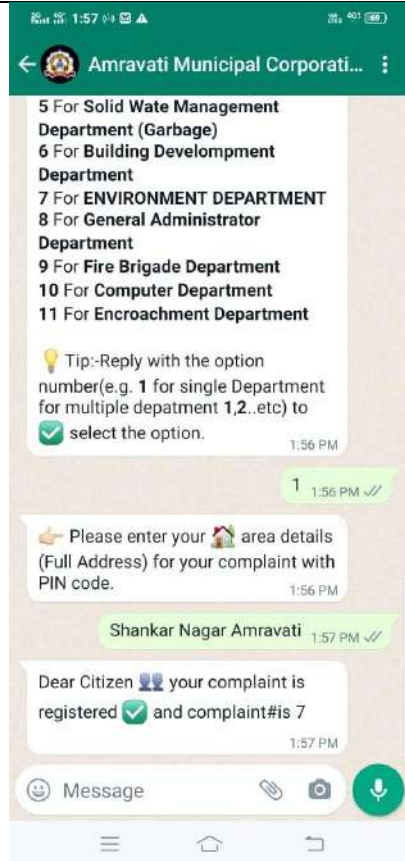 1:57
Amravati Municipal Corporati...
5 For Solid Wate Management
Department (Garbage)
6 For Building Develompment
Department
7 For ENVIRONMENT DEPARTMENT
8 For General Administrator
Department
9 For Fire Brigade Department
10 For Computer Department
11 For Encroachment Department
Tip:-Reply with the option
number(e.g. 1 for single Department
for multiple depatment 1,2..etc) to
select the option.
1:56 PM
1 1:56 PM
Please enter your area details
(Full Address) for your complaint with
PIN code.
1:56 PM
Shankar Nagar Amravati 1:57 PM
Dear Citizen your complaint is
registered and complaint#is 7
1:57 PM
Message